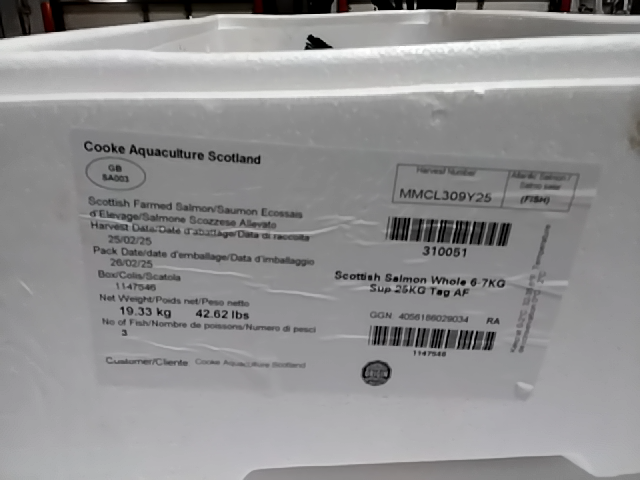 Cooke Aquaculture Scotland
GB
SA003
Scottish Farmed Salmon/Saumon Ecossais
d'Elevage/Salmone Scozzese Allevato
Harvest Date/Date d'abattage/Data di raccolta
25/02/25
Pack Date/date d'emballage/Data d'imballaggio
26/02/25
Box/Colis/Scatola
1147546
Net Weight/Poids net/Peso netto
19.33 kg 42.62 lbs
No of Fish/Nombre de poissons/Numero di pesci
3
Customer/Cliente Cooke Aquaculture Scotland
Harvest Number
MMCL309Y25
Atlantic Salmon /
Salmo salar
(FISH)
310051
Scottish Salmon Whole 6-7KG
Sup 25KG Tag AF
GGN: 4056186029034 RA
1147546